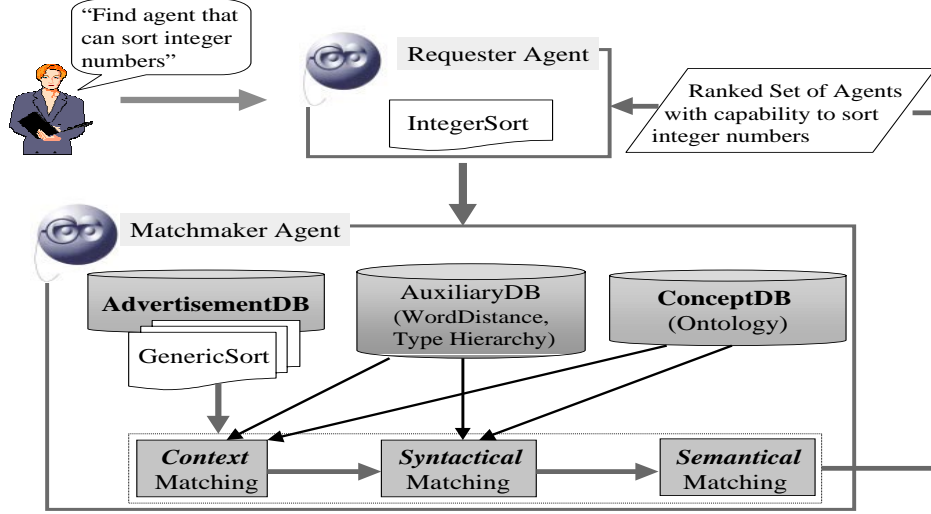 “Find agent that
can sort integer
numbers”
Requester Agent
IntegerSort
Ranked Set of Agents
with capability to sort
integer numbers
Matchmaker Agent
AdvertisementDB
GenericSort
AuxiliaryDB
(WordDistance,
Type Hierarchy)
ConceptDB
(Ontology)
Context
Matching
Syntactical
Matching
Semantical
Matching